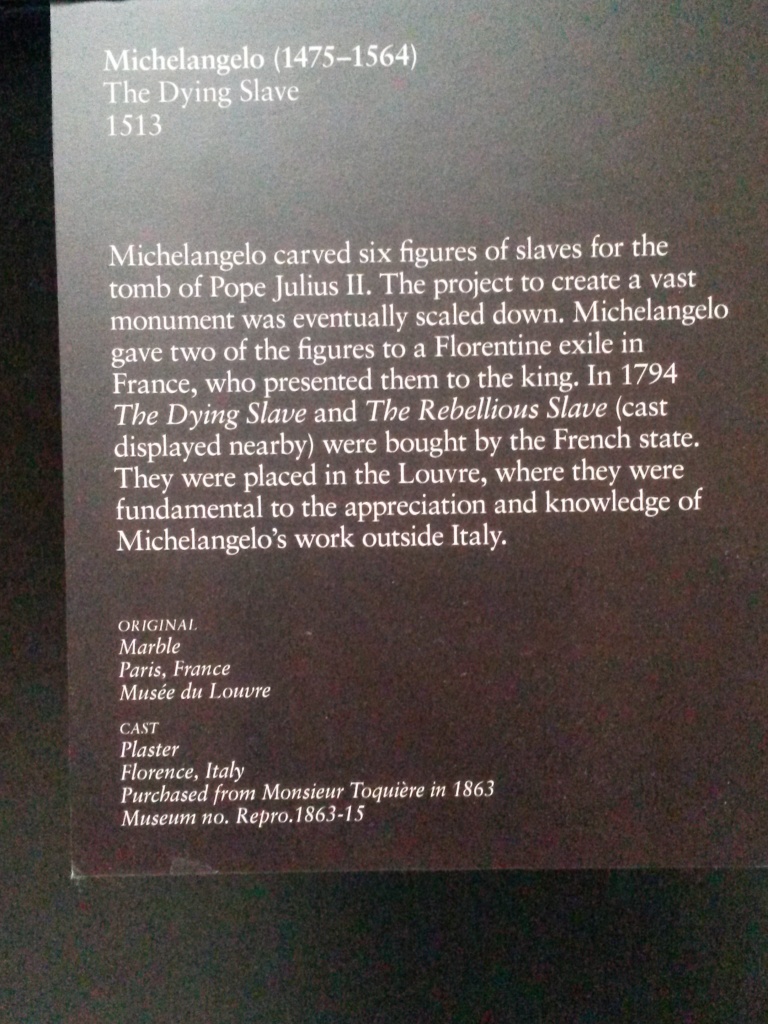 Michelangelo (1475–1564)
The Dying Slave
1513
Michelangelo carved six figures of slaves for the
tomb of Pope Julius II. The project to create a vast
monument was eventually scaled down. Michelangelo
gave two of the figures to a Florentine exile in
France, who presented them to the king. In 1794
The Dying Slave and The Rebellious Slave (cast
displayed nearby) were bought by the French state.
They were placed in the Louvre, where they were
fundamental to the appreciation and knowledge of
Michelangelo's work outside Italy.
ORIGINAL
Marble
Paris, France
Musée du Louvre
CAST
Plaster
Florence, Italy
Purchased from Monsieur Toquière in 1863
Museum no. Repro.1863-15